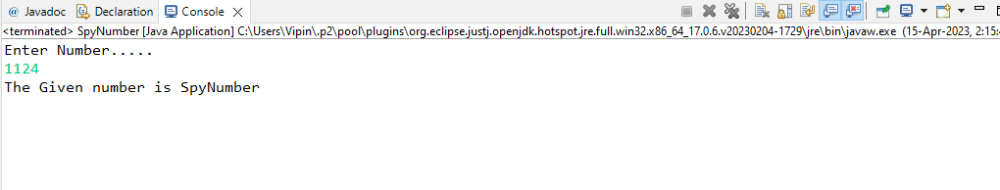 @ Javadoc Declaration Console
<terminated> SpyNumber [Java Application] C:\Users\Vipin\.p2\pool\plugins\org.eclipse.justj.openjdk.hotspot.jre.full.win32.x86_64_17.0.6.v20230204-1729\jre\bin\javaw.exe (15-Apr-2023, 2:15:
Enter Number.....
1124
The Given number is SpyNumber